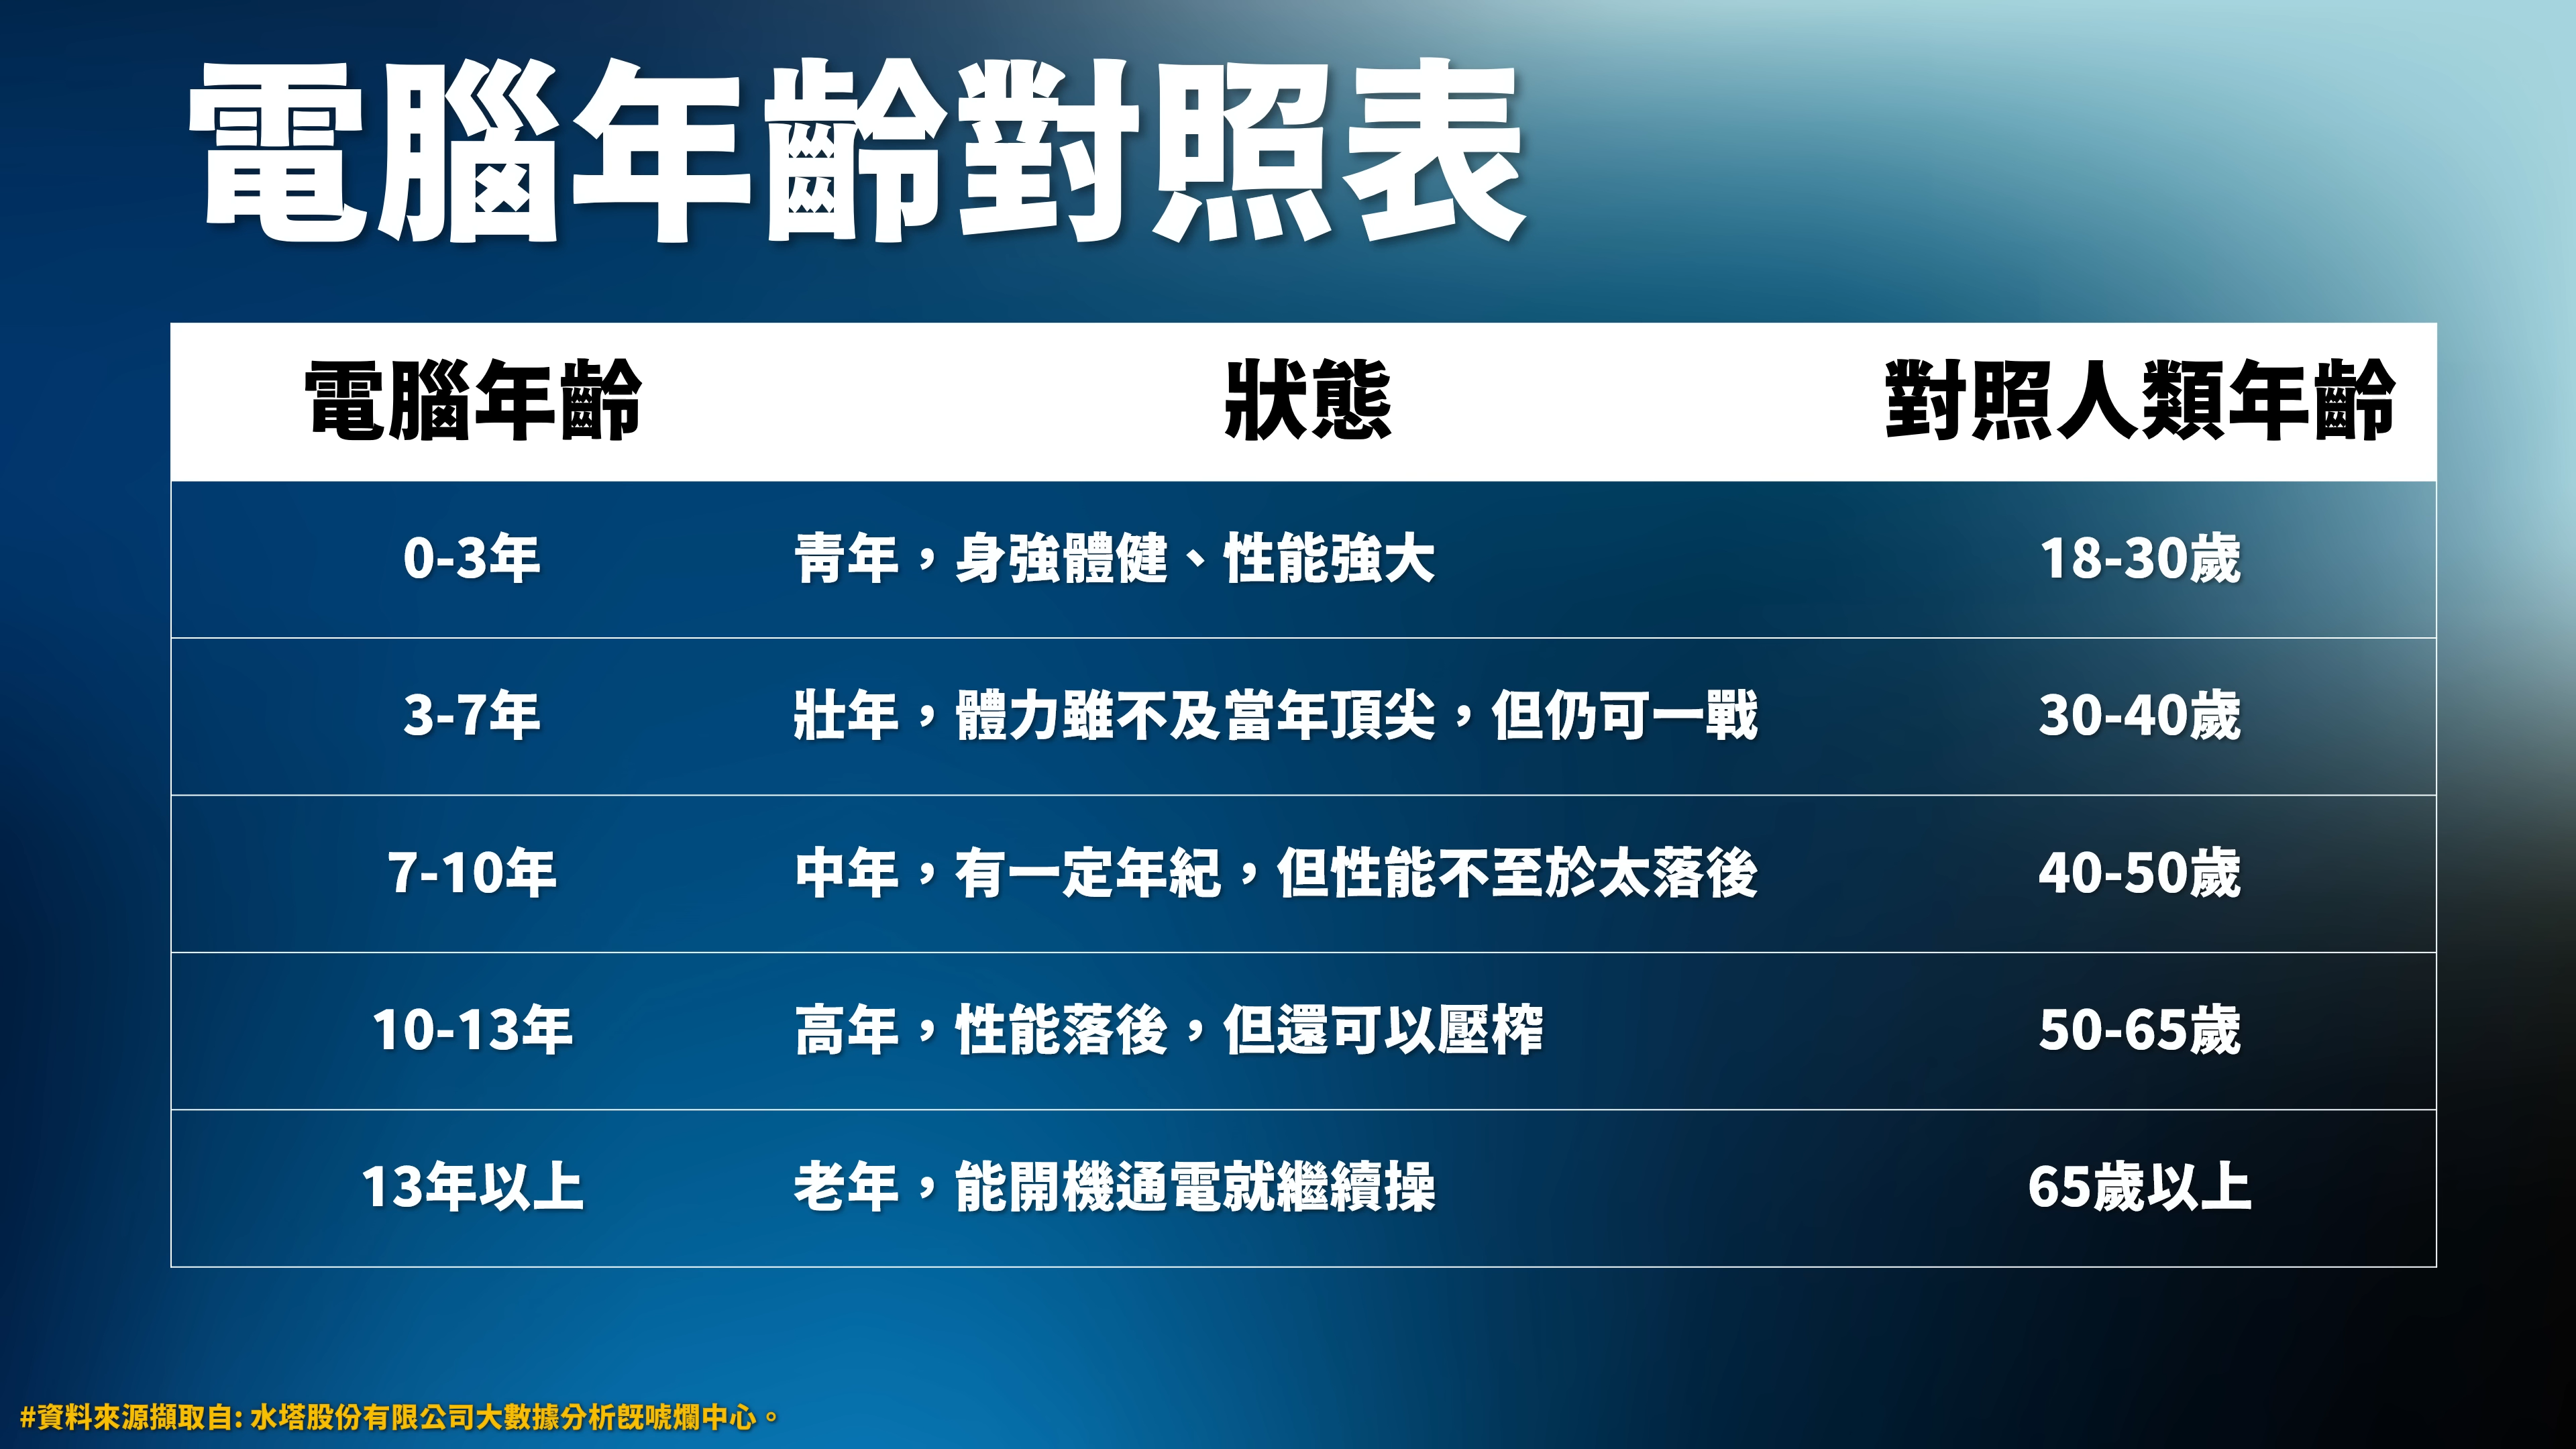 電腦年齡對照表
電腦年齡 狀態 對照人類年齡
0-3年 青年，身強體健、性能強大 18-30歲
3-7年 壯年，體力雖不及當年頂尖，但仍可一戰 30-40歲
7-10年 中年，有一定年紀，但性能不至於太落後 40-50歲
10-13年 高年，性能落後，但還可以壓榨 50-65歲
13年以上 老年，能開機通電就繼續操 65歲以上
#資料來源擷取自: 水塔股份有限公司大數據分析既唬爛中心。